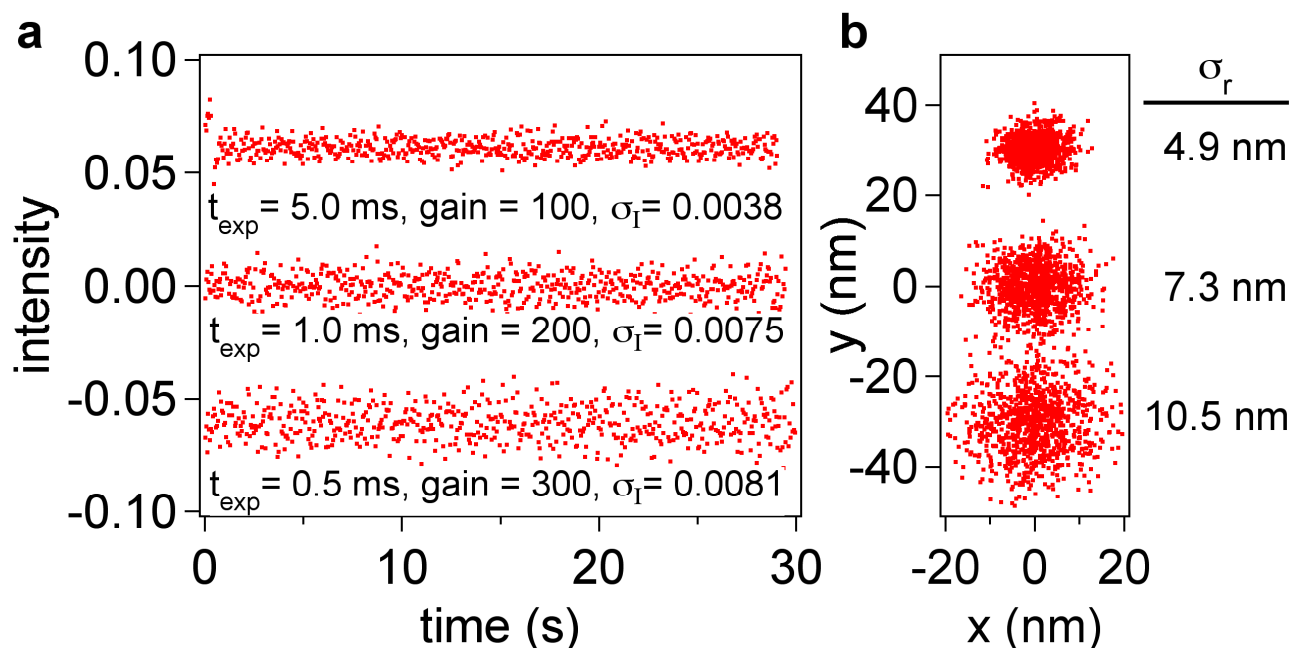 a
0.10
0.05
0.00
-0.05
-0.10
intensity
t_exp= 5.0 ms, gain = 100, σ_I= 0.0038
t_exp= 1.0 ms, gain = 200, σ_I= 0.0075
t_exp= 0.5 ms, gain = 300, σ_I= 0.0081
0 10 20 30
time (s)
b
40
20
0
-20
-40
y (nm)
-20 0 20
x (nm)
σ_r
4.9 nm
7.3 nm
10.5 nm